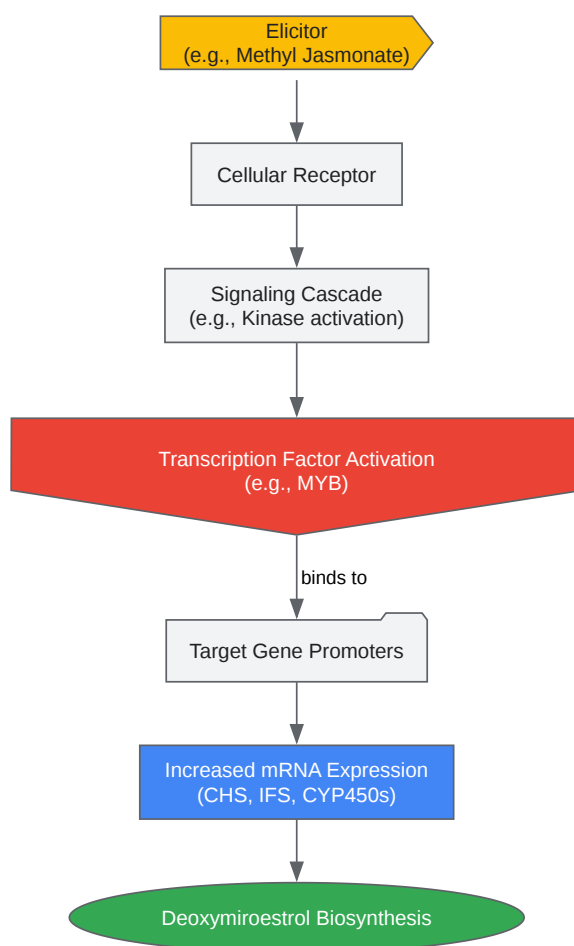 Elicitor
(e.g., Methyl Jasmonate)
Cellular Receptor
Signaling Cascade
(e.g., Kinase activation)
Transcription Factor Activation
(e.g., MYB)
binds to
Target Gene Promoters
Increased mRNA Expression
(CHS, IFS, CYP450s)
Deoxymiroestrol Biosynthesis